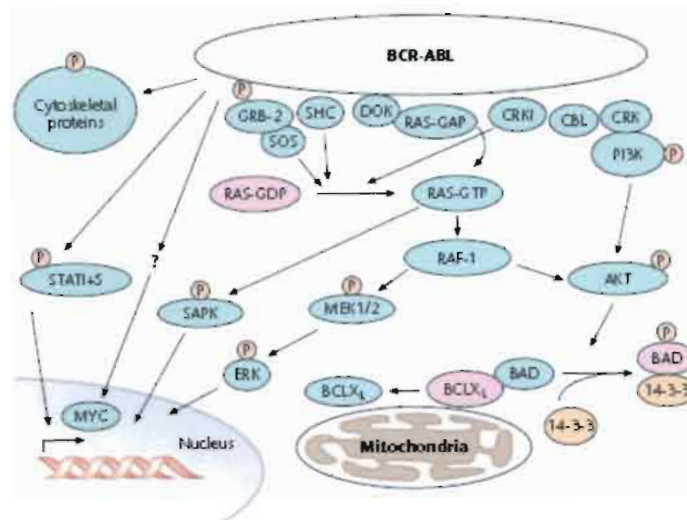 BCR-ABL
P
Cytoskeletal
proteins
P
GRB-2
SHC
SOS
DOK
RAS-GAP
CRKI
CBL
CRK
PI3K
P
RAS-GDP
RAS-GTP
P
STATI+5
?
P
SAPK
RAF-1
P
MEK1/2
P
AKT
P
ERK
MYC
Nucleus
BCLXL
BCLXL
BAD
P
BAD
14-3-3
14-3-3
Mitochondria